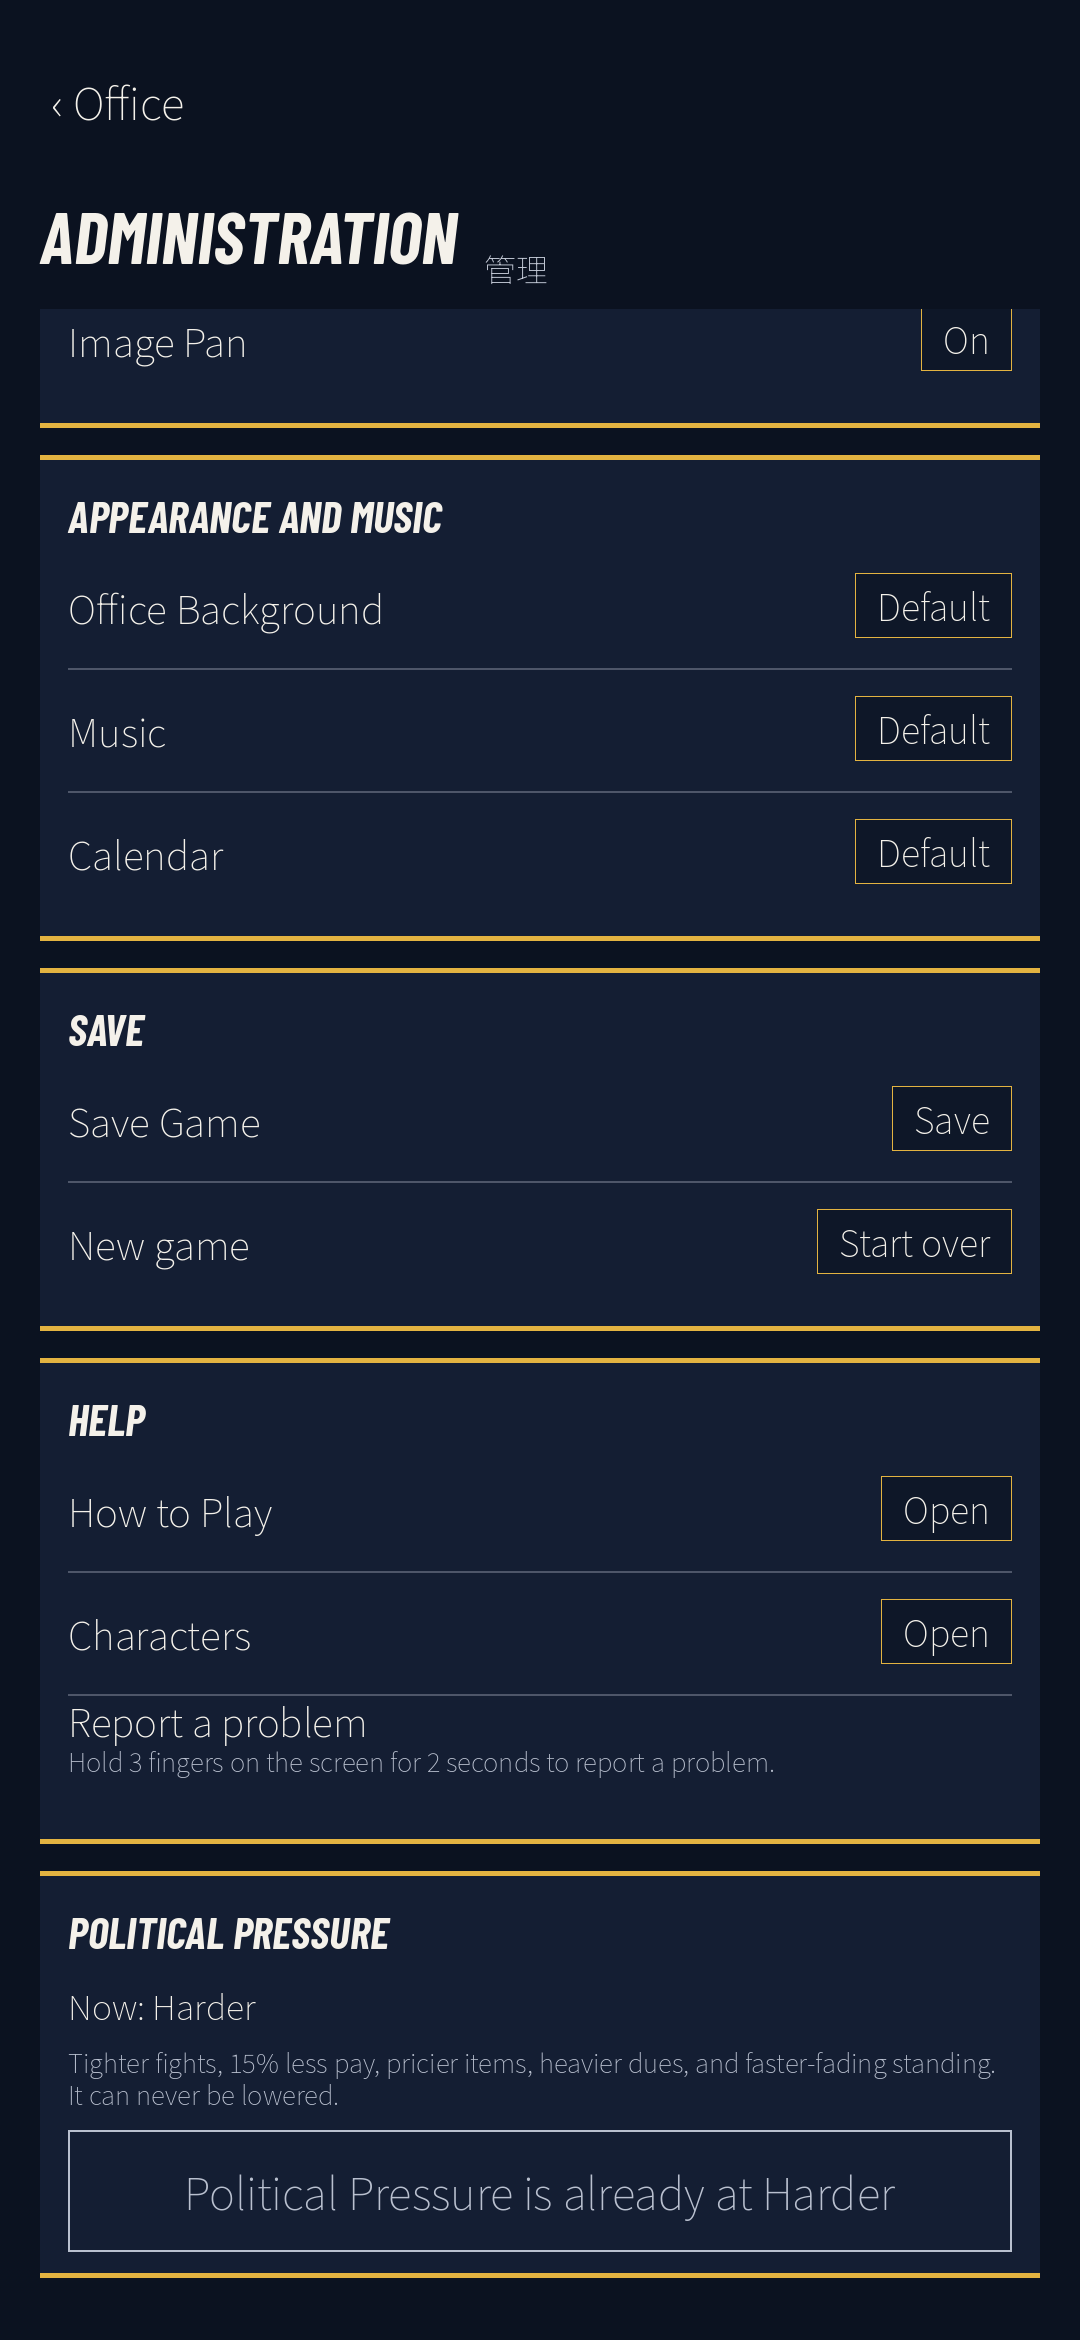 ‹ Office
ADMINISTRATION 管理
Image Pan On
APPEARANCE AND MUSIC
Office Background Default
Music Default
Calendar Default
SAVE
Save Game Save
New game Start over
HELP
How to Play Open
Characters Open
Report a problem
Hold 3 fingers on the screen for 2 seconds to report a problem.
POLITICAL PRESSURE
Now: Harder
Tighter fights, 15% less pay, pricier items, heavier dues, and faster-fading standing.
It can never be lowered.
Political Pressure is already at Harder